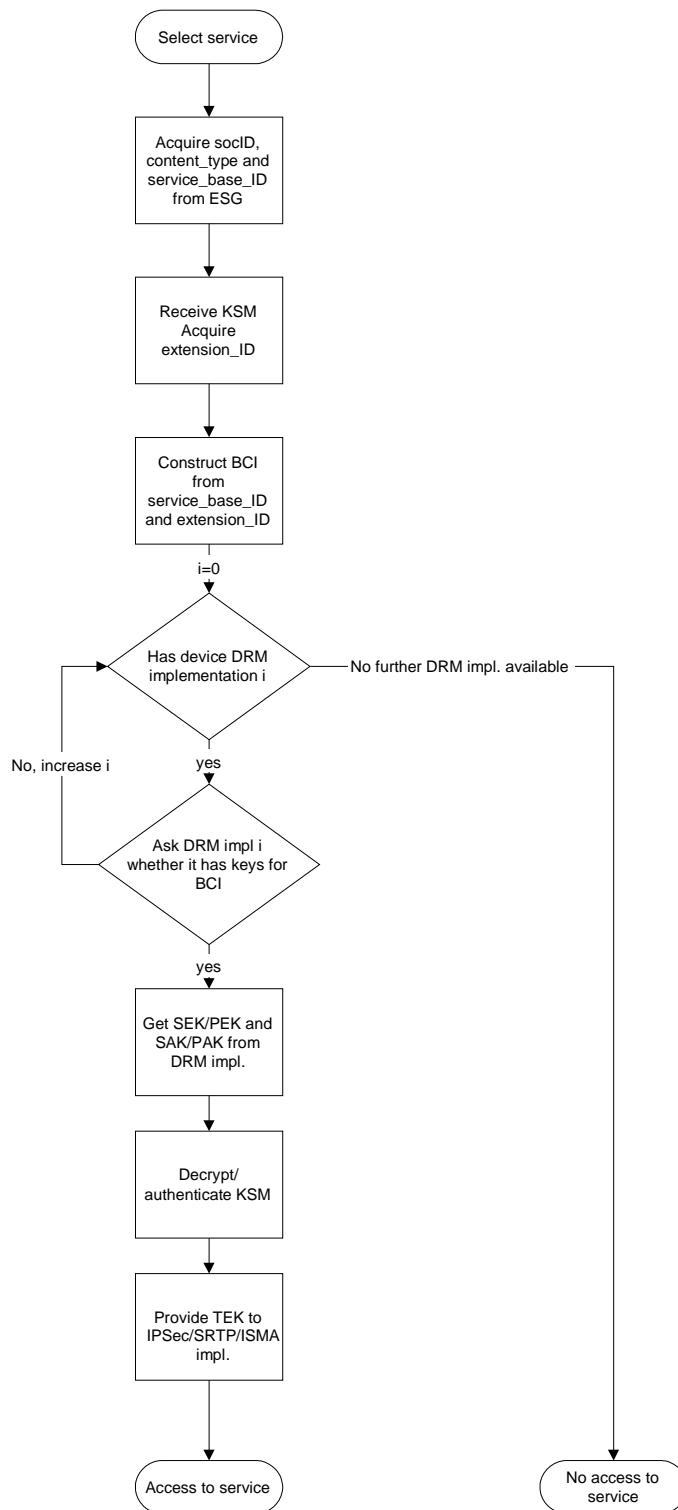 Select service
Acquire socID,
content_type and
service_base_ID
from ESG
Receive KSM
Acquire
extension_ID
Construct BCI
from
service_base_ID
and extension_ID
i=0
Has device DRM
implementation i
No further DRM impl. available
No, increase i
yes
Ask DRM impl i
whether it has keys for
BCI
yes
Get SEK/PEK and
SAK/PAK from
DRM impl.
Decrypt/
authenticate KSM
Provide TEK to
IPSec/SRTP/ISMA
impl.
Access to service
No access to
service